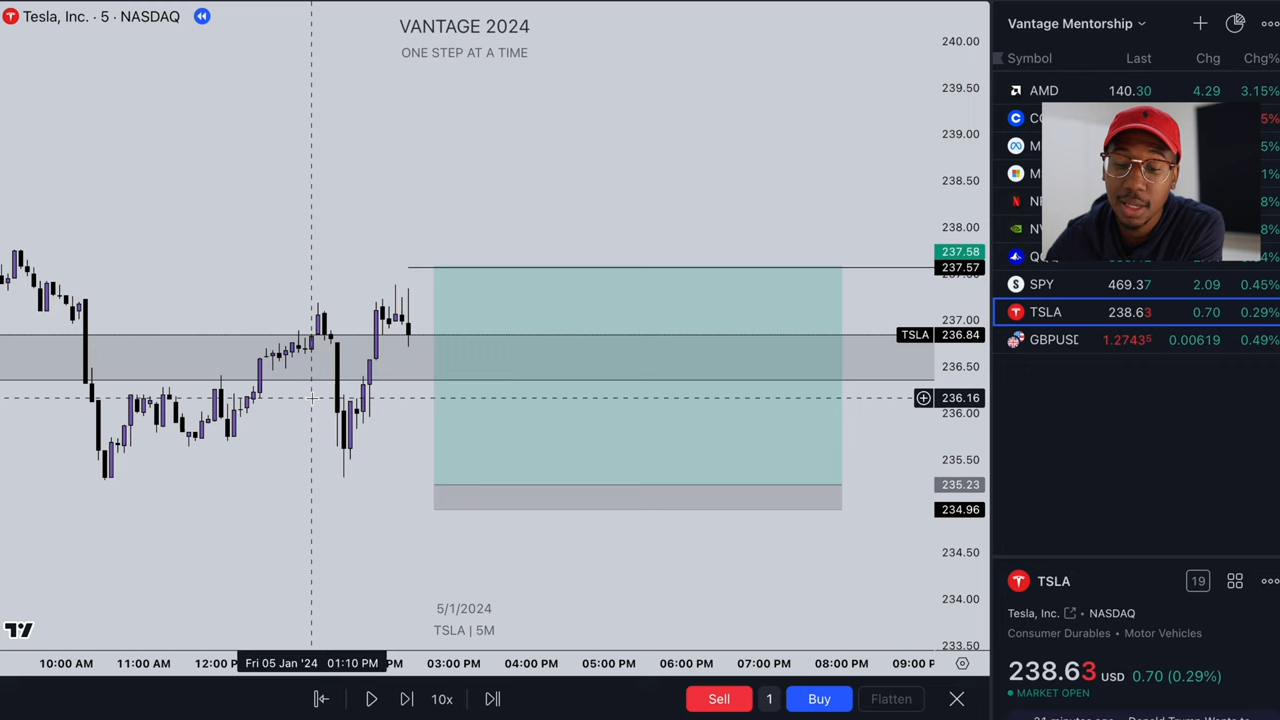 Tesla, Inc. · 5 · NASDAQ
VANTAGE 2024
ONE STEP AT A TIME
240.00
239.50
239.00
238.50
238.00
237.58
237.57
237.00
TSLA 236.84
236.50
236.16
236.00
235.50
235.23
234.96
234.50
234.00
233.50
5/1/2024
TSLA | 5M
10:00 AM 11:00 AM 12:00 P Fri 05 Jan '24 01:10 PM PM 03:00 PM 04:00 PM 05:00 PM 06:00 PM 07:00 PM 08:00 PM 09:00 P
10x Sell 1 Buy Flatten
Vantage Mentorship
Symbol Last Chg Chg%
AMD 140.30 4.29 3.15%
5%
M 5%
M 1%
8%
8%
SPY 469.37 2.09 0.45%
TSLA 238.63 0.70 0.29%
GBPUSD 1.27435 0.00619 0.49%
TSLA 19
Tesla, Inc. • NASDAQ
Consumer Durables • Motor Vehicles
238.63 USD 0.70 (0.29%)
• MARKET OPEN